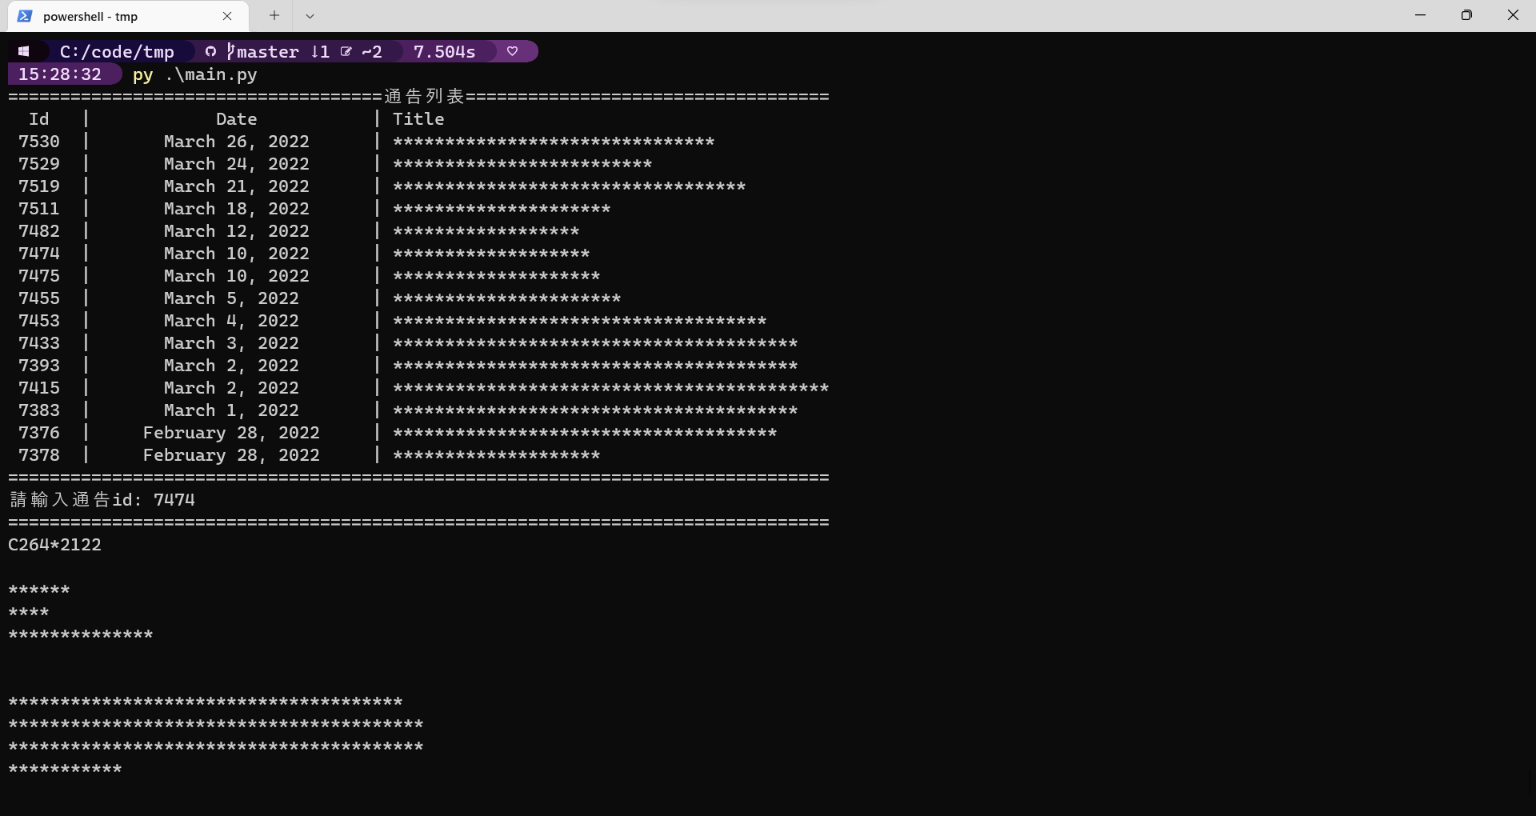 powershell - tmp
C:/code/tmp master ↓1 ~2 7.504s
15:28:32 py .\main.py
====================================通告列表===================================
Id | Date | Title
7530 | March 26, 2022 | *******************************
7529 | March 24, 2022 | *************************
7519 | March 21, 2022 | **********************************
7511 | March 18, 2022 | *********************
7482 | March 12, 2022 | ******************
7474 | March 10, 2022 | *******************
7475 | March 10, 2022 | ********************
7455 | March 5, 2022 | **********************
7453 | March 4, 2022 | ************************************
7433 | March 3, 2022 | ***************************************
7393 | March 2, 2022 | ***************************************
7415 | March 2, 2022 | ******************************************
7383 | March 1, 2022 | ***************************************
7376 | February 28, 2022 | *************************************
7378 | February 28, 2022 | ********************
===============================================================================
請輸入通告id: 7474
===============================================================================
C264*2122
******
****
**************
**************************************
****************************************
****************************************
***********